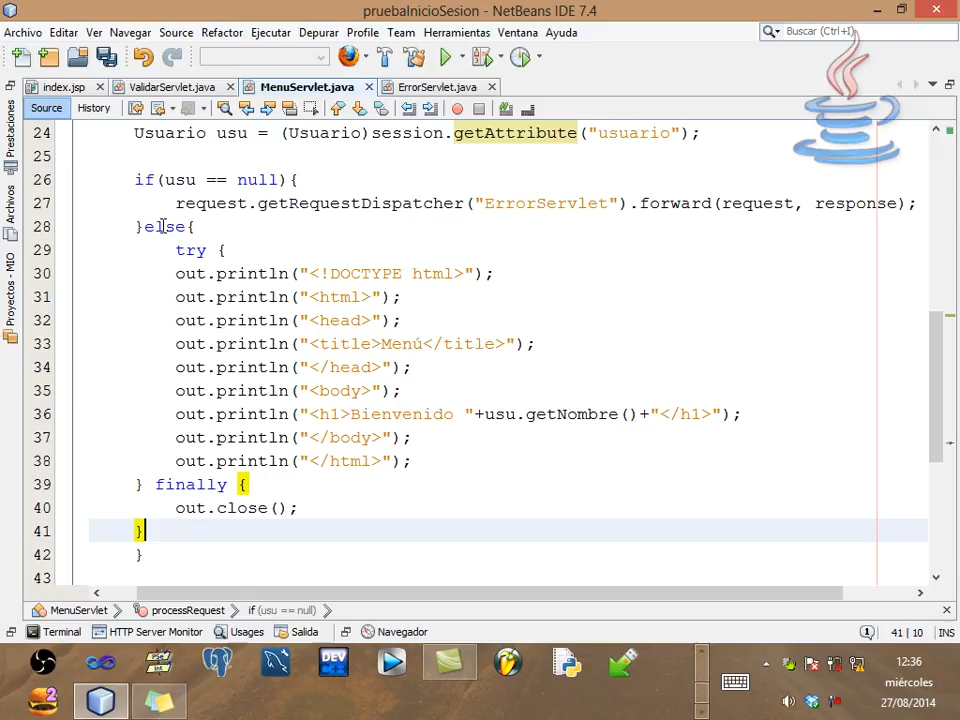 pruebaInicioSesion - NetBeans IDE 7.4
Archivo Editar Ver Navegar Source Refactor Ejecutar Depurar Profile Team Herramientas Ventana Ayuda
Buscar (Ctrl+I)
index.jsp ValidarServlet.java MenuServlet.java ErrorServlet.java
Source History
Prestaciones
Archivos
Proyectos - MIO
24 Usuario usu = (Usuario)session.getAttribute("usuario");
25
26 if(usu == null){
27 request.getRequestDispatcher("ErrorServlet").forward(request, response);
28 }else{
29 try {
30 out.println("<!DOCTYPE html>");
31 out.println("<html>");
32 out.println("<head>");
33 out.println("<title>Menú</title>");
34 out.println("</head>");
35 out.println("<body>");
36 out.println("<h1>Bienvenido "+usu.getNombre()+"</h1>");
37 out.println("</body>");
38 out.println("</html>");
39 } finally {
40 out.close();
41 }
42 }
43
MenuServlet processRequest if (usu == null)
Terminal HTTP Server Monitor Usages Salida Navegador
1 41 | 10 INS
DEV
2
12:36
miércoles
27/08/2014